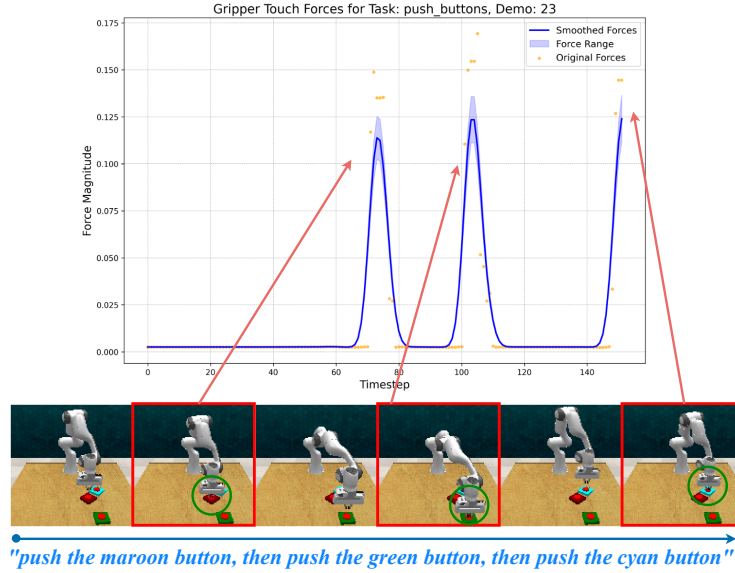 Gripper Touch Forces for Task: push_buttons, Demo: 23
0.175
0.150
0.125
0.100
0.075
0.050
0.025
0.000
Force Magnitude
Smoothed Forces
Force Range
Original Forces
0 20 40 60 80 100 120 140
Timestep
"push the maroon button, then push the green button, then push the cyan button"